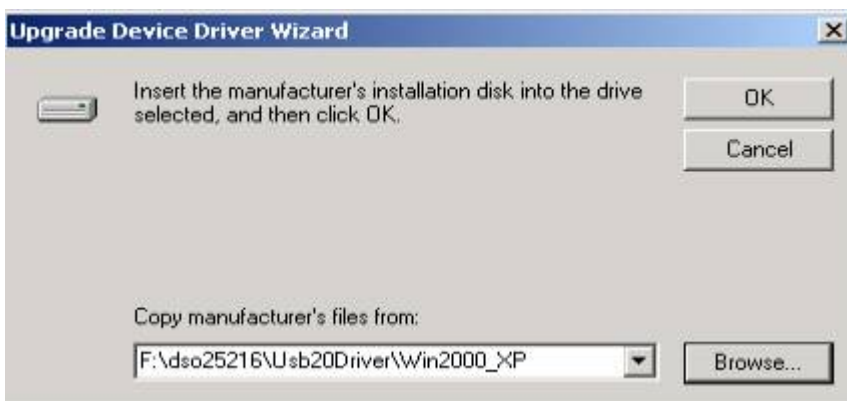 Upgrade Device Driver Wizard
Insert the manufacturer's installation disk into the drive
selected, and then click OK.
OK
Cancel
Copy manufacturer's files from:
F:\dso25216\Usb20Driver\Win2000_XP
Browse...